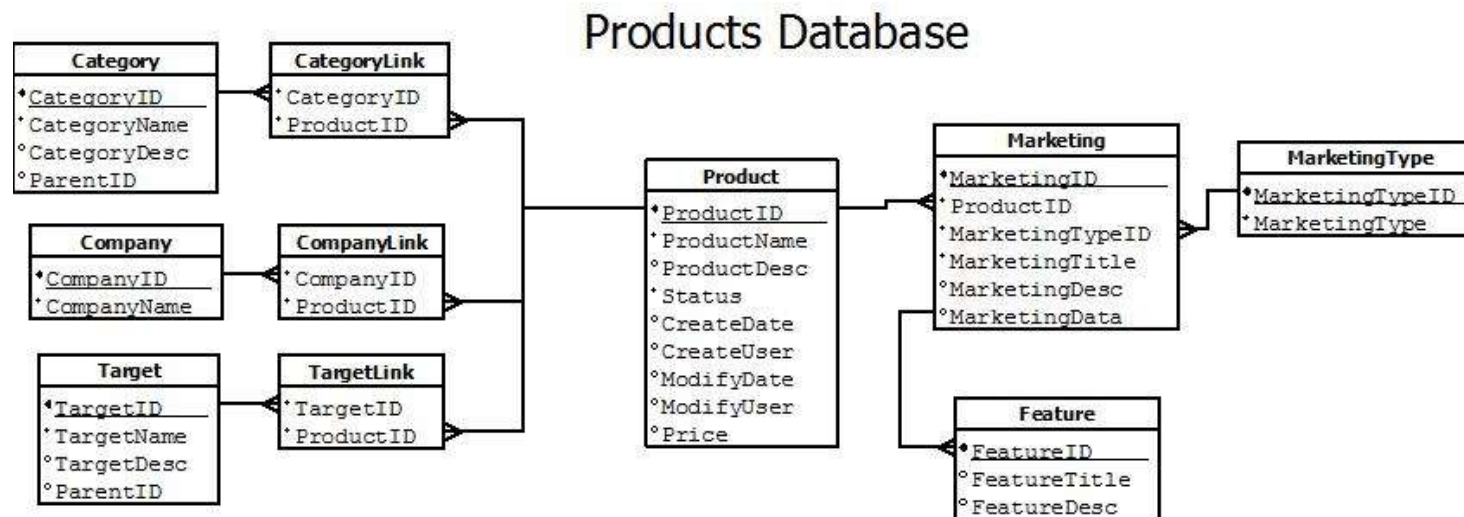 Products Database
Category
CategoryID
CategoryName
CategoryDesc
ParentID
CategoryLink
CategoryID
ProductID
Company
CompanyID
CompanyName
CompanyLink
CompanyID
ProductID
Target
TargetID
TargetName
TargetDesc
ParentID
TargetLink
TargetID
ProductID
Product
ProductID
ProductName
ProductDesc
Status
CreateDate
CreateUser
ModifyDate
ModifyUser
Price
Marketing
MarketingID
ProductID
MarketingTypeID
MarketingTitle
MarketingDesc
MarketingData
MarketingType
MarketingTypeID
MarketingType
Feature
FeatureID
FeatureTitle
FeatureDesc